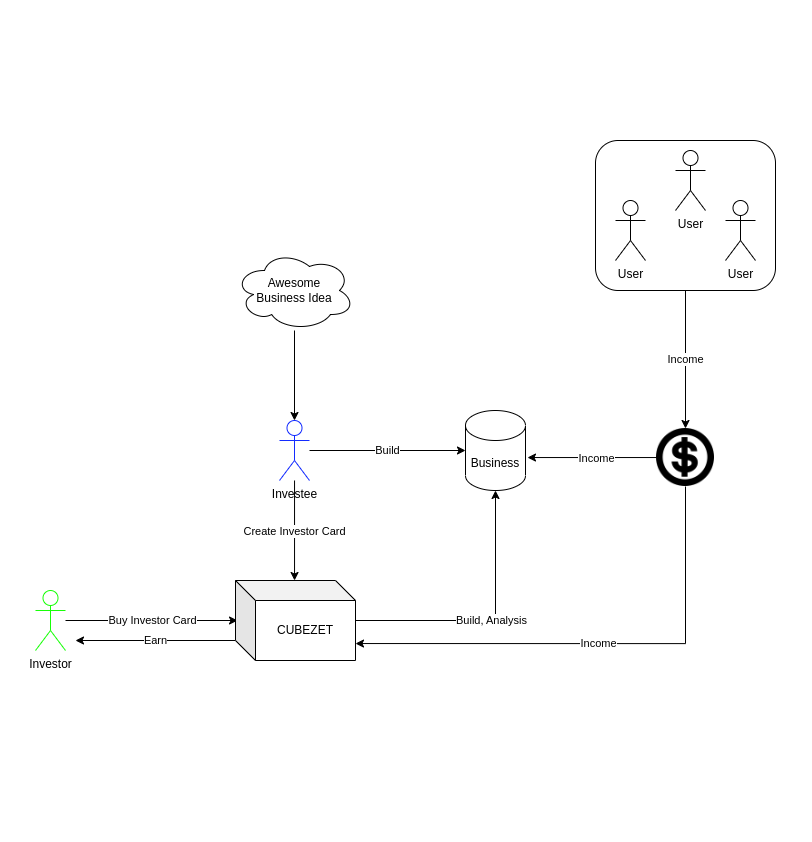 User
User
User
Awesome
Business Idea
Income
Build
Business
Income
$
Investee
Create Investor Card
Buy Investor Card
CUBEZET
Build, Analysis
Earn
Income
Investor